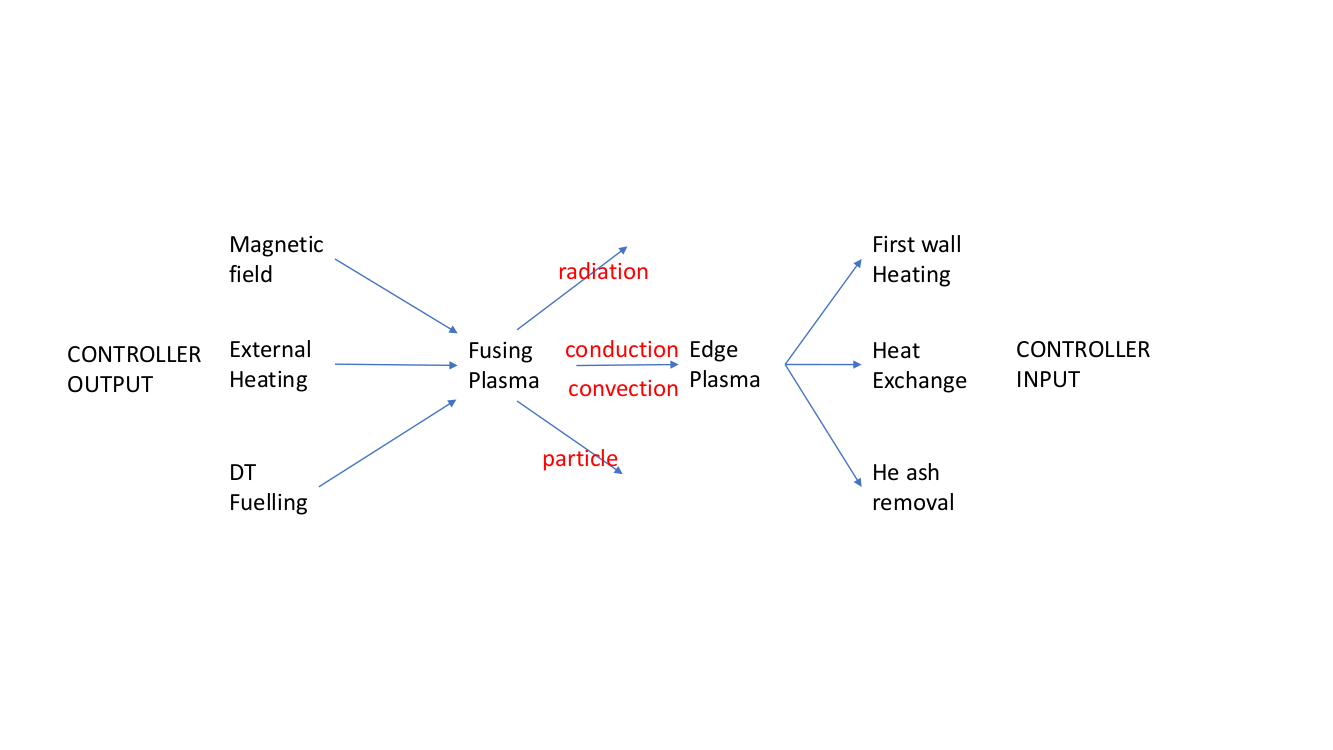 CONTROLLER
OUTPUT
Magnetic
field
External
Heating
DT
Fuelling
Fusing
Plasma
radiation
conduction
convection
particle
Edge
Plasma
First wall
Heating
Heat
Exchange
He ash
removal
CONTROLLER
INPUT